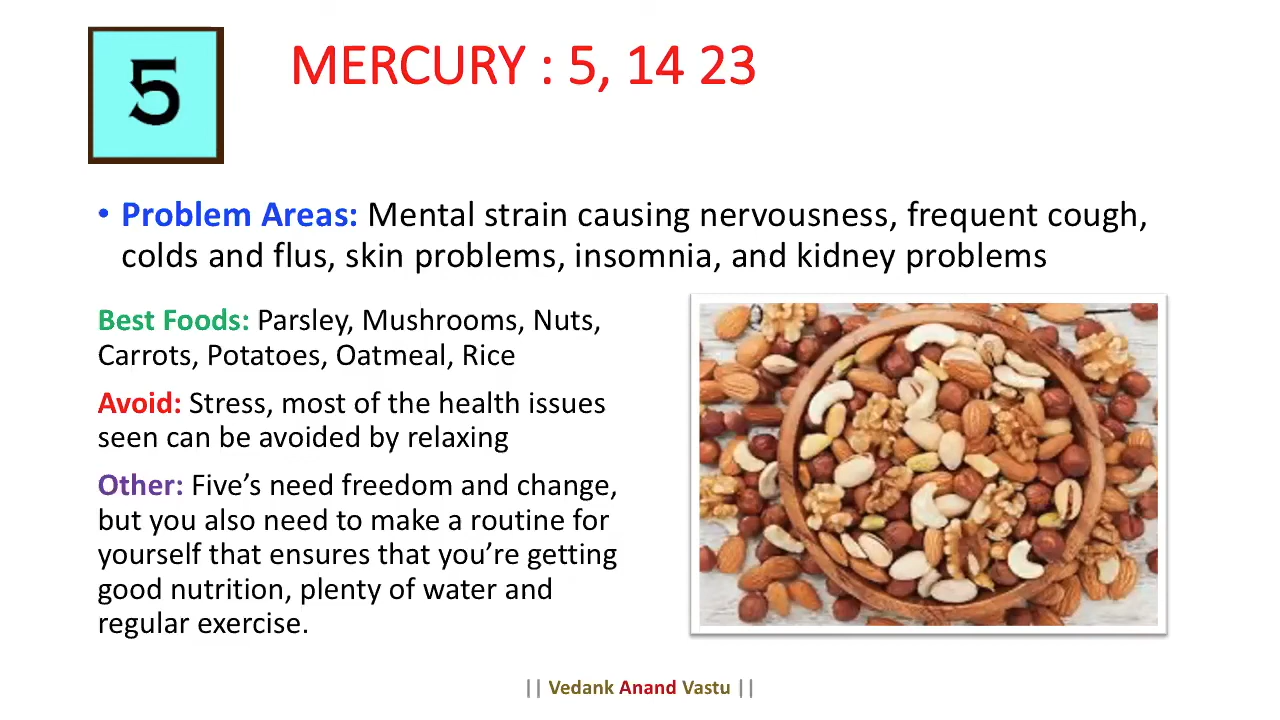 5
MERCURY : 5, 14 23
• Problem Areas: Mental strain causing nervousness, frequent cough,
colds and flus, skin problems, insomnia, and kidney problems
Best Foods: Parsley, Mushrooms, Nuts,
Carrots, Potatoes, Oatmeal, Rice
Avoid: Stress, most of the health issues
seen can be avoided by relaxing
Other: Five’s need freedom and change,
but you also need to make a routine for
yourself that ensures that you’re getting
good nutrition, plenty of water and
regular exercise.
|| Vedank Anand Vastu ||